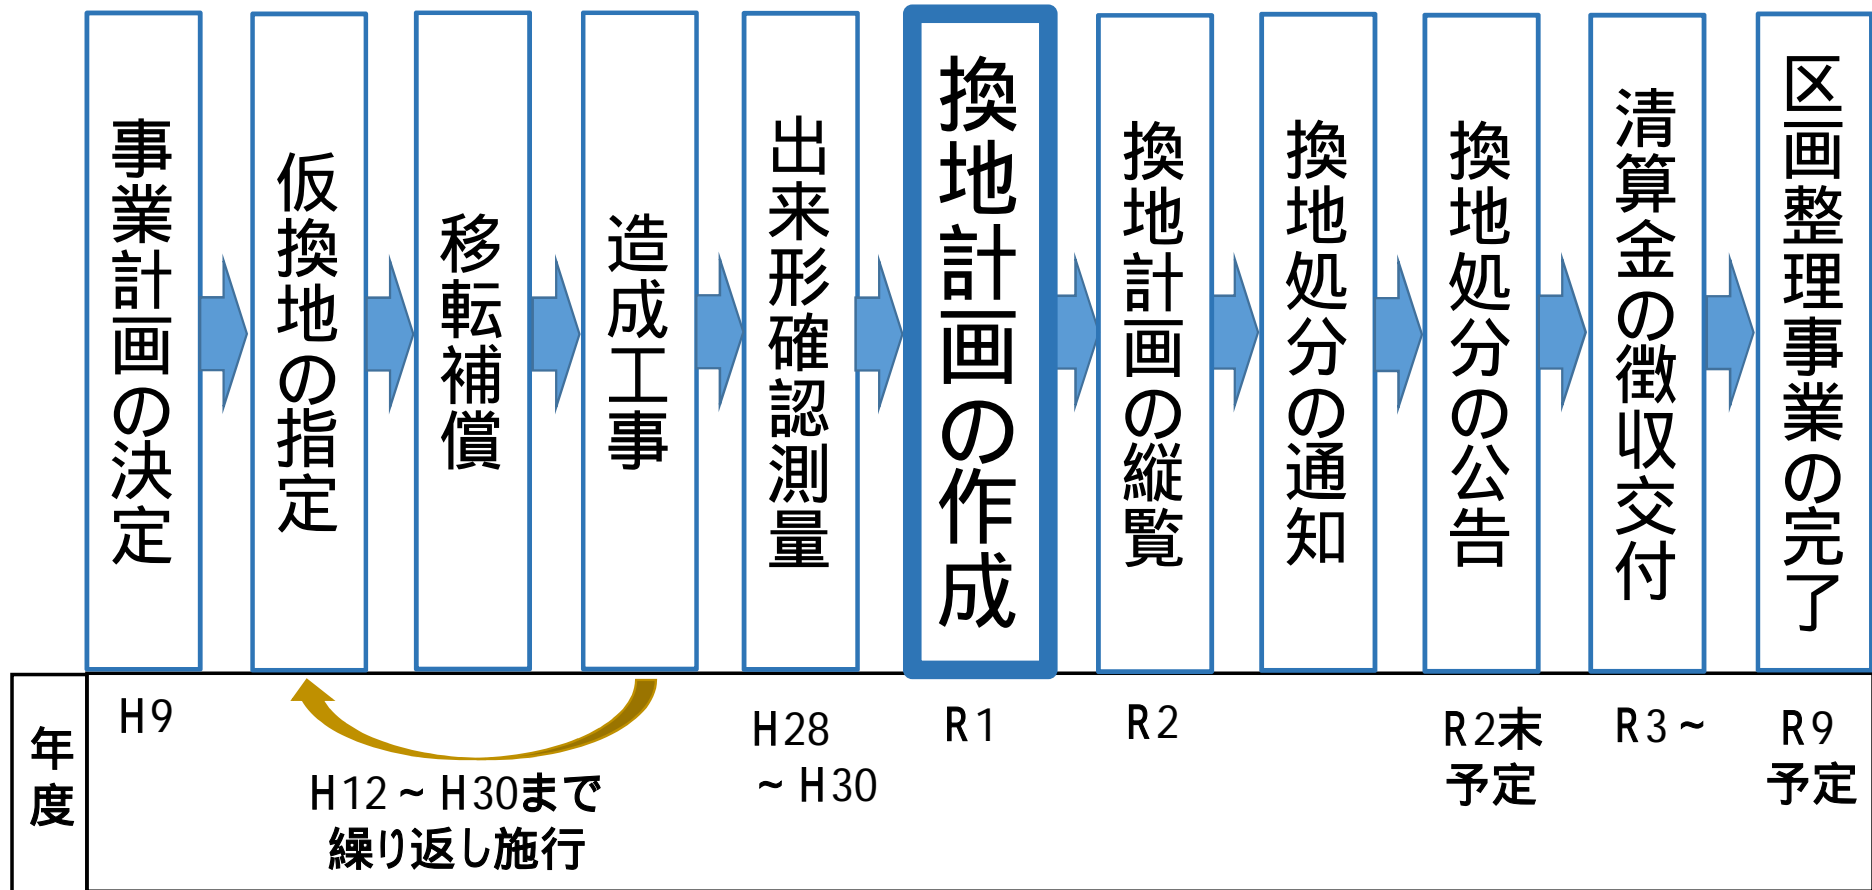 事業計画の決定
仮換地の指定
移転補償
造成工事
出来形確認測量
換地計画の作成
換地計画の縦覧
換地処分の通知
換地処分の公告
清算金の徴収交付
区画整理事業の完了
年度
H9
H12~H30まで
繰り返し施行
H28
~H30
R1
R2
R2末
予定
R3~
R9
予定